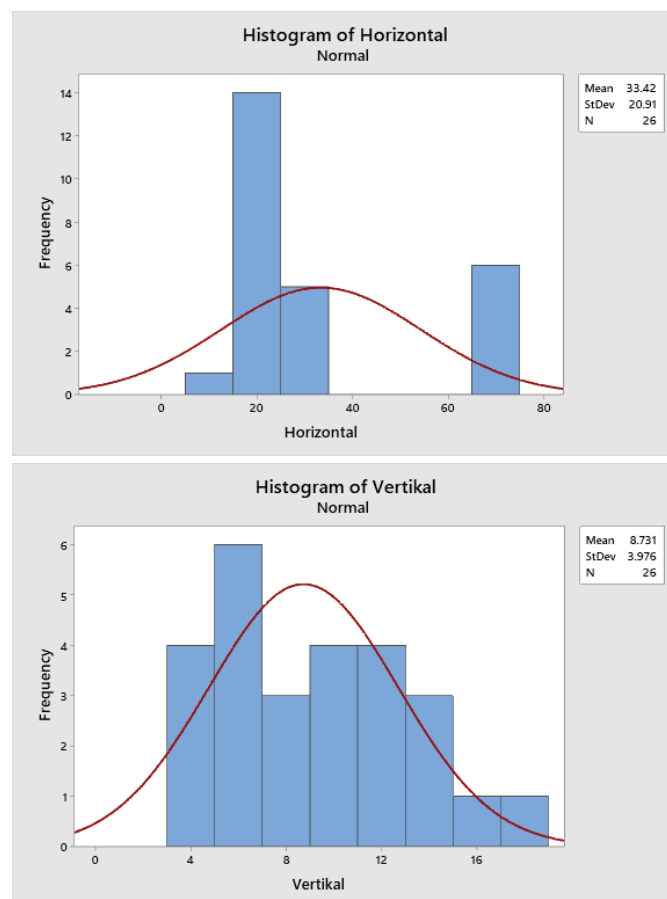 Histogram of Horizontal
Normal
Mean 33.42
StDev 20.91
N 26
14
12
10
8
6
4
2
0
Frequency
0 20 40 60 80
Horizontal
Histogram of Vertikal
Normal
Mean 8.731
StDev 3.976
N 26
6
5
4
3
2
1
0
Frequency
0 4 8 12 16
Vertikal